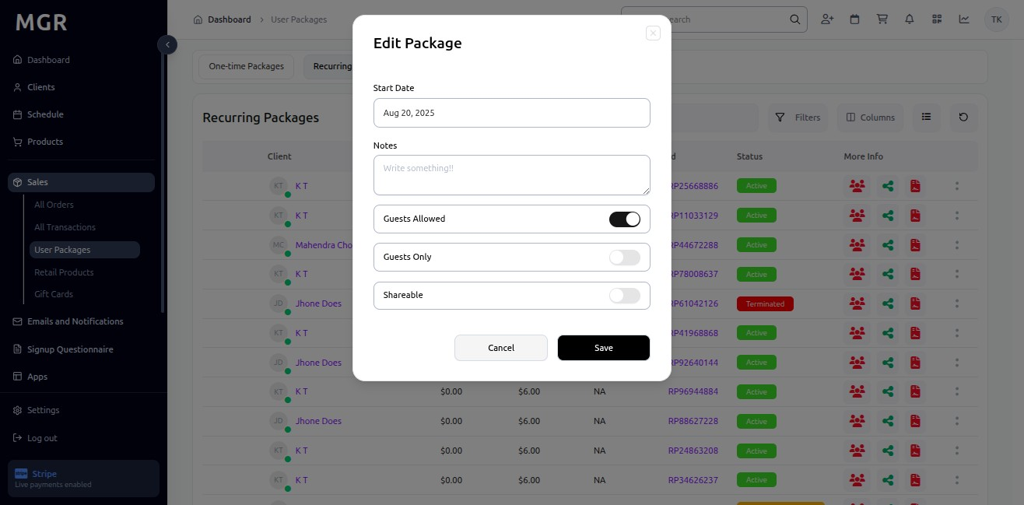 MGR
Dashboard
Clients
Schedule
Products
Sales
All Orders
All Transactions
User Packages
Retail Products
Gift Cards
Emails and Notifications
Signup Questionnaire
Apps
Settings
Log out
Stripe
Live payments enabled
Dashboard > User Packages
earch
TK
One-time Packages
Recurring
Recurring Packages
Filters
Columns
Client
d
Status
More Info
KT K T RP25668886 Active
KT K T RP11033129 Active
MC Mahendra Cho RP44672288 Active
KT K T RP78008637 Active
JD Jhone Does RP61042126 Terminated
KT K T RP41968868 Active
JD Jhone Does RP92640144 Active
KT K T $0.00 $6.00 NA RP96944884 Active
JD Jhone Does $0.00 $6.00 NA RP88627228 Active
KT K T $0.00 $6.00 NA RP24863208 Active
KT K T $0.00 $6.00 NA RP34626237 Active
Edit Package
Start Date
Aug 20, 2025
Notes
Write something!!
Guests Allowed
Guests Only
Shareable
Cancel
Save